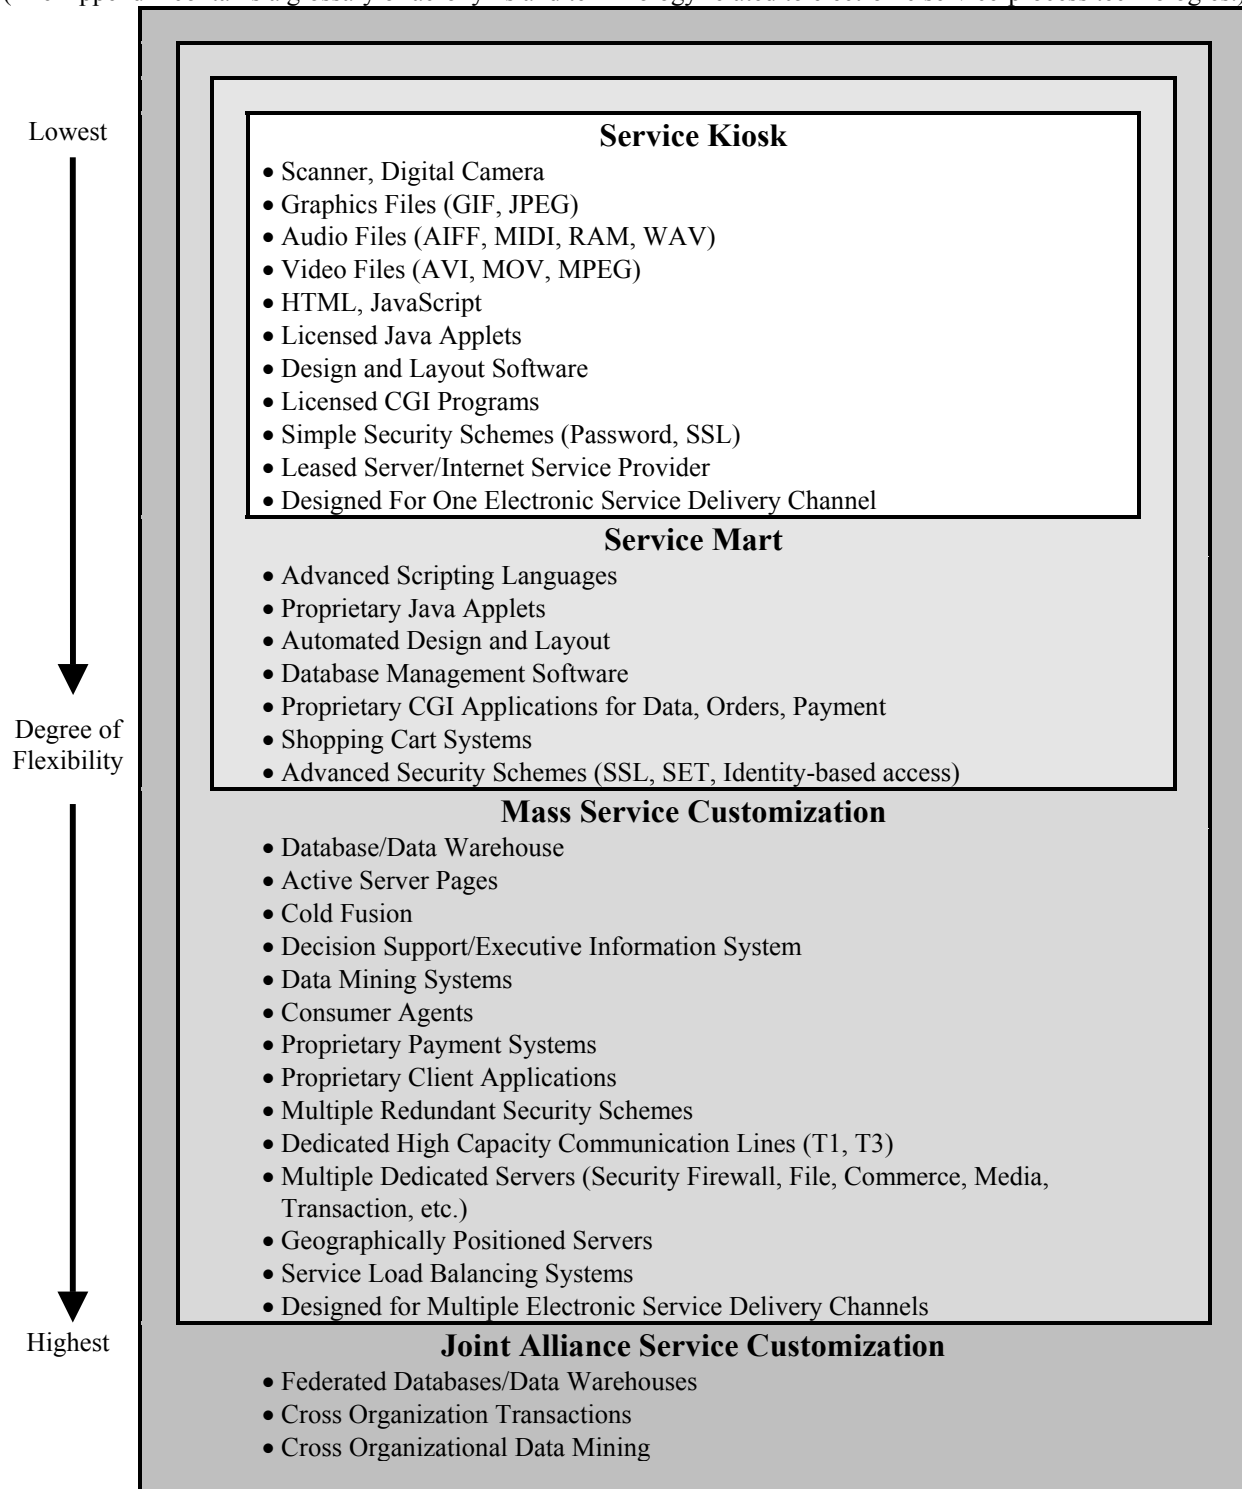 Lowest
Service Kiosk
• Scanner, Digital Camera
• Graphics Files (GIF, JPEG)
• Audio Files (AIFF, MIDI, RAM, WAV)
• Video Files (AVI, MOV, MPEG)
• HTML, JavaScript
• Licensed Java Applets
• Design and Layout Software
• Licensed CGI Programs
• Simple Security Schemes (Password, SSL)
• Leased Server/Internet Service Provider
• Designed For One Electronic Service Delivery Channel
Service Mart
• Advanced Scripting Languages
• Proprietary Java Applets
• Automated Design and Layout
• Database Management Software
• Proprietary CGI Applications for Data, Orders, Payment
• Shopping Cart Systems
• Advanced Security Schemes (SSL, SET, Identity-based access)
Degree of
Flexibility
Mass Service Customization
• Database/Data Warehouse
• Active Server Pages
• Cold Fusion
• Decision Support/Executive Information System
• Data Mining Systems
• Consumer Agents
• Proprietary Payment Systems
• Proprietary Client Applications
• Multiple Redundant Security Schemes
• Dedicated High Capacity Communication Lines (T1, T3)
• Multiple Dedicated Servers (Security Firewall, File, Commerce, Media,
Transaction, etc.)
• Geographically Positioned Servers
• Service Load Balancing Systems
• Designed for Multiple Electronic Service Delivery Channels
Highest
Joint Alliance Service Customization
• Federated Databases/Data Warehouses
• Cross Organization Transactions
• Cross Organizational Data Mining